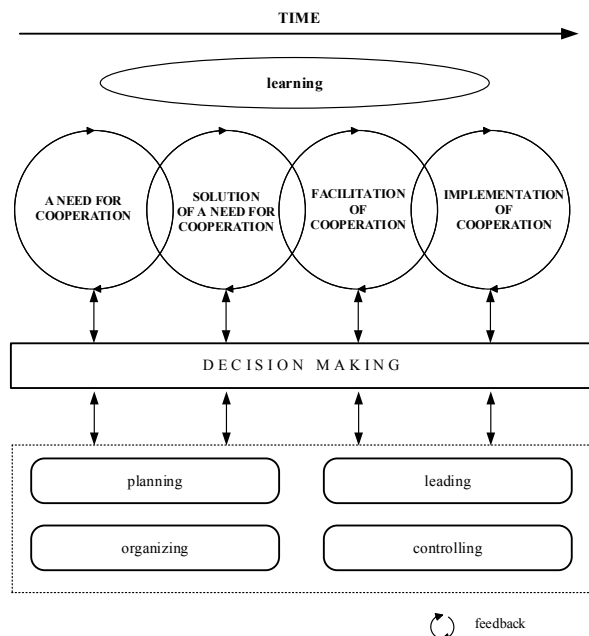 TIME
learning
A NEED FOR
COOPERATION
SOLUTION
OF A NEED FOR
COOPERATION
FACILITATION
OF
COOPERATION
IMPLEMENTATION
OF
COOPERATION
DECISION MAKING
planning
leading
organizing
controlling
feedback